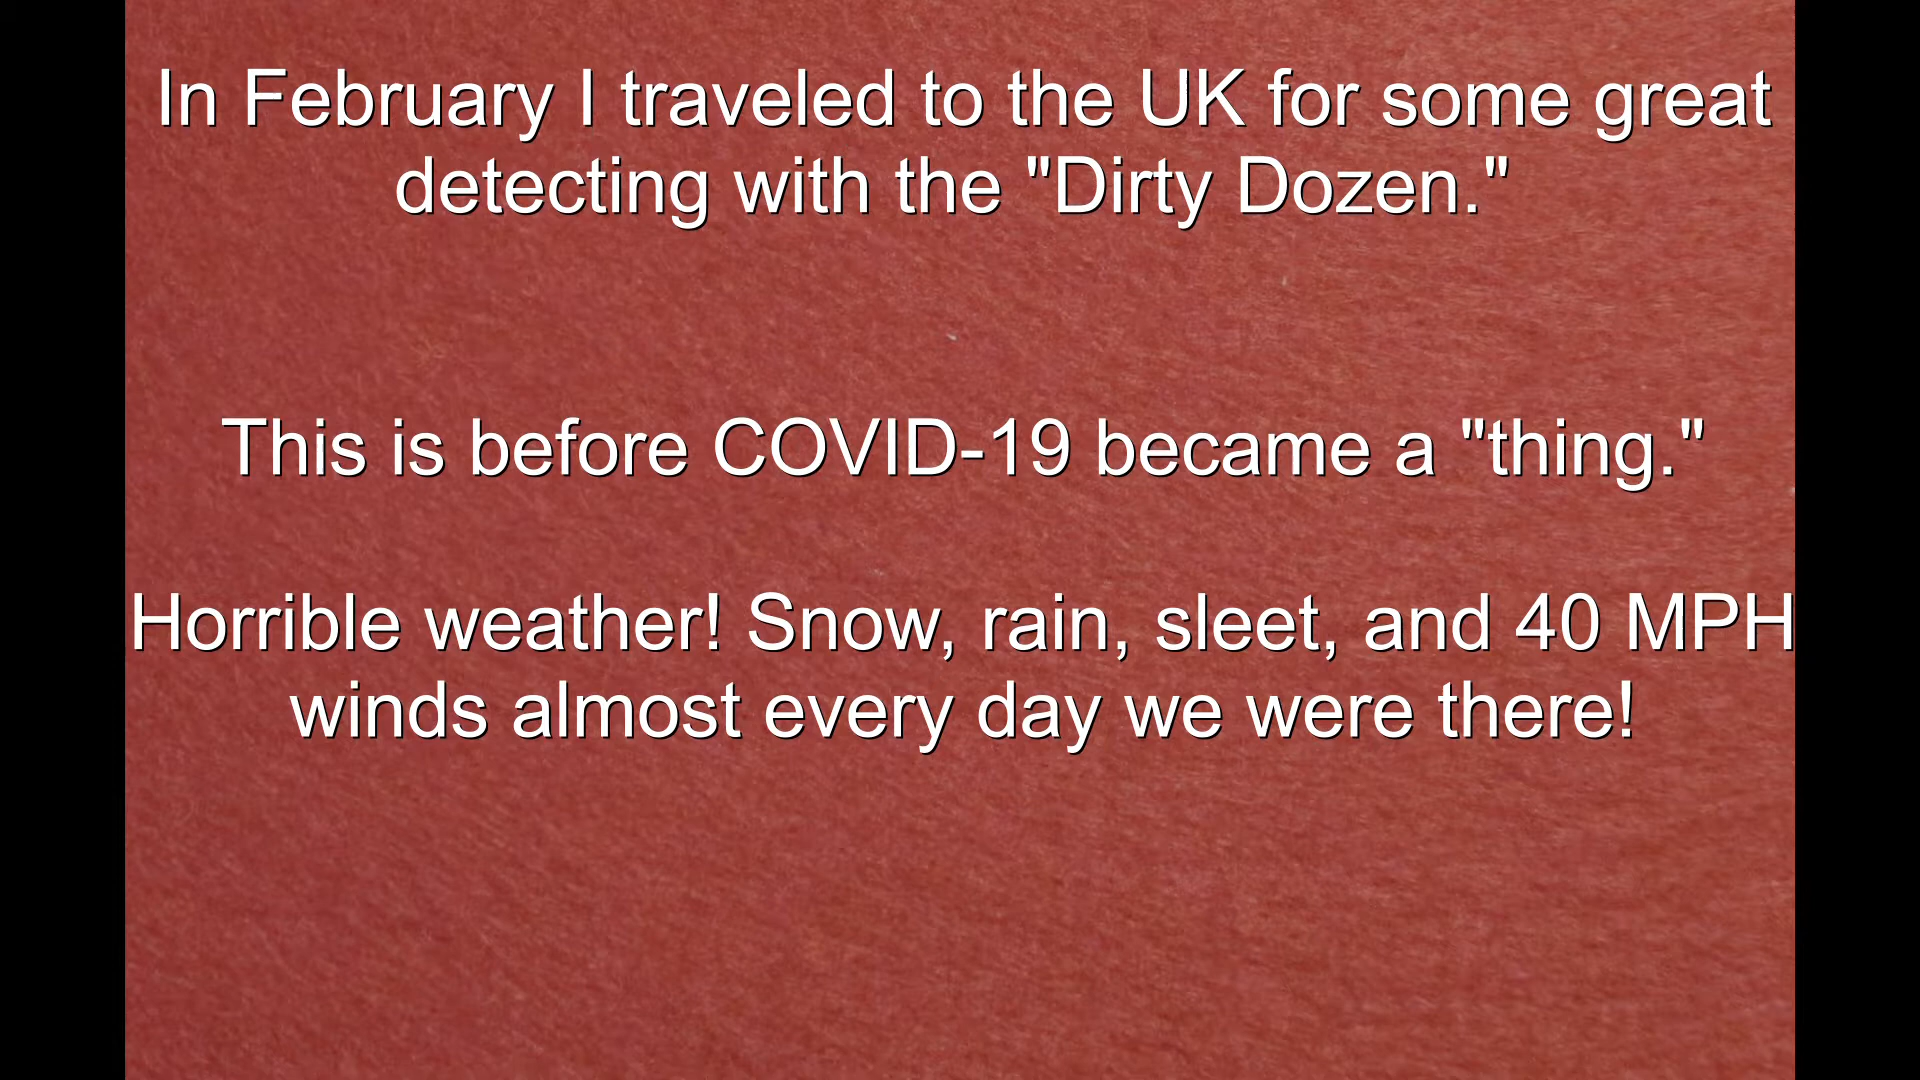 In February I traveled to the UK for some great
detecting with the "Dirty Dozen."
This is before COVID-19 became a "thing."
Horrible weather! Snow, rain, sleet, and 40 MPH
winds almost every day we were there!